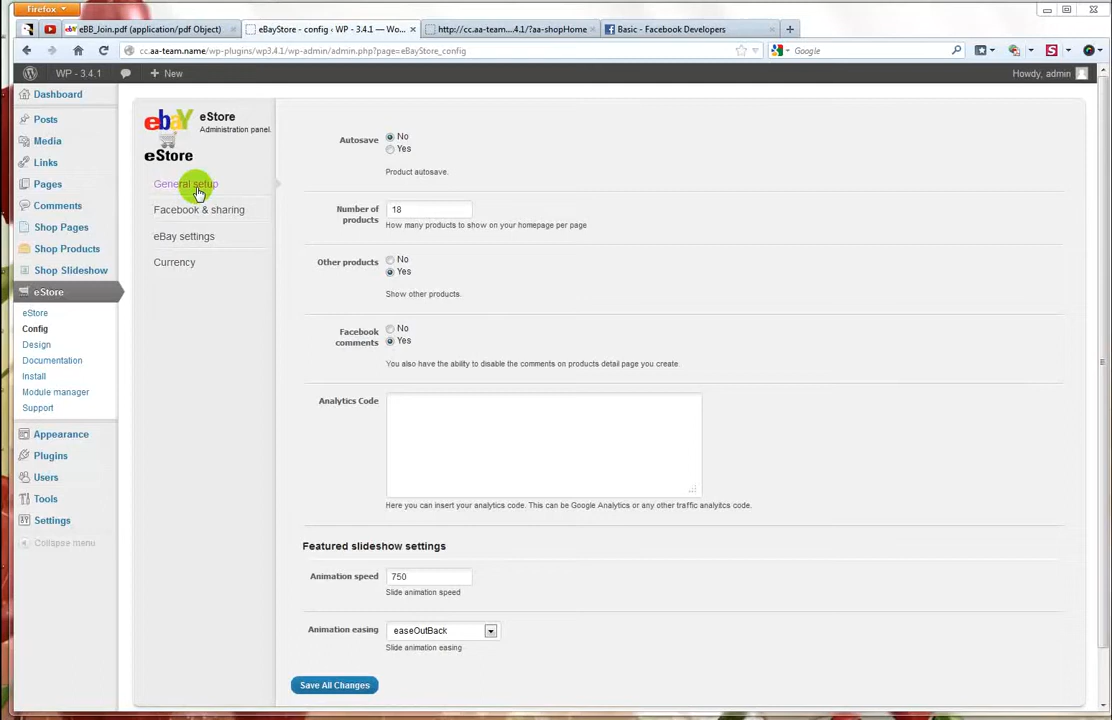 Firefox
eBB_Join.pdf (application/pdf Object)
eBayStore - config ‹ WP - 3.4.1 — Wo...
http://cc.aa-team....4.1/?aa-shopHome
Basic - Facebook Developers
cc.aa-team.name/wp-plugins/wp3.4.1/wp-admin/admin.php?page=eBayStore_config
Google
WP - 3.4.1
+ New
Howdy, admin
Dashboard
Posts
Media
Links
Pages
Comments
Shop Pages
Shop Products
Shop Slideshow
eStore
eStore
Config
Design
Documentation
Install
Module manager
Support
Appearance
Plugins
Users
Tools
Settings
Collapse menu
ebaY
eStore
eStore
Administration panel.
General setup
Facebook & sharing
eBay settings
Currency
Autosave
No
Yes
Product autosave.
Number of products
18
How many products to show on your homepage per page
Other products
No
Yes
Show other products.
Facebook comments
No
Yes
You also have the ability to disable the comments on products detail page you create.
Analytics Code
Here you can insert your analytics code. This can be Google Analytics or any other traffic analyitcs code.
Featured slideshow settings
Animation speed
750
Slide animation speed
Animation easing
easeOutBack
Slide animation easing
Save All Changes